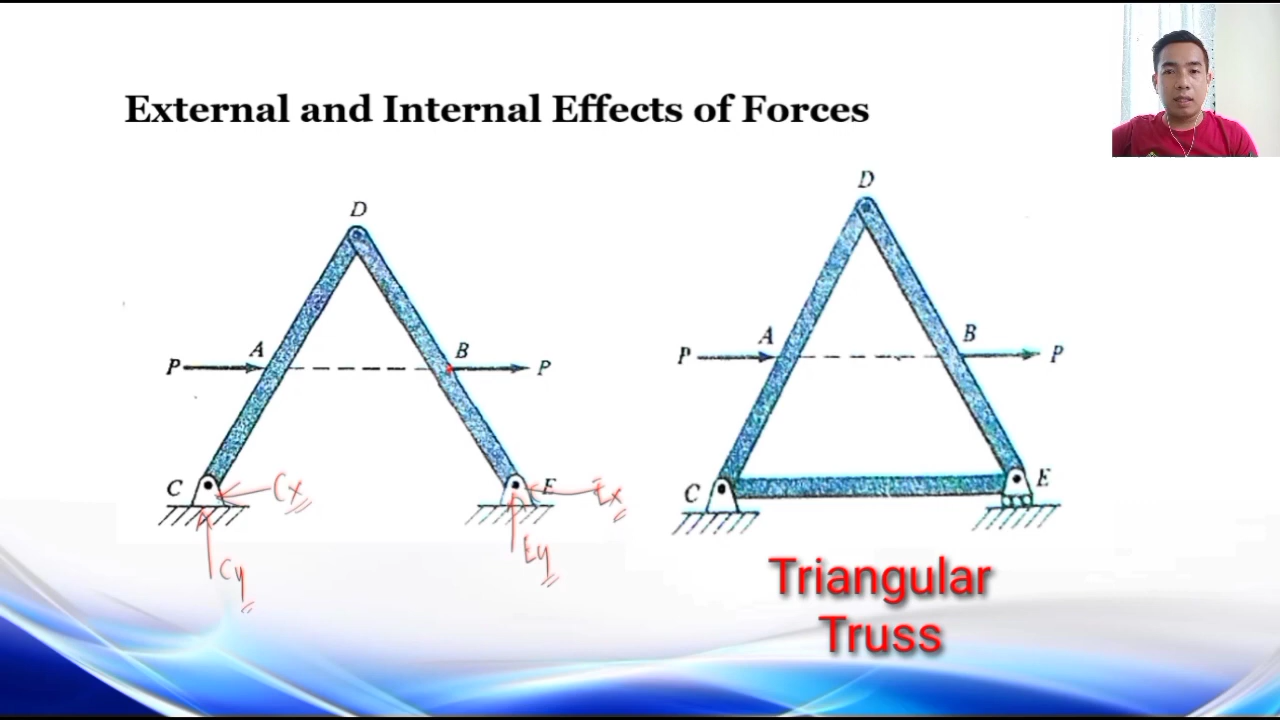 External and Internal Effects of Forces
D
A
B
P
P
C
E
Cx
Ex
Cy
Ey
D
A
B
P
P
C
E
Triangular
Truss